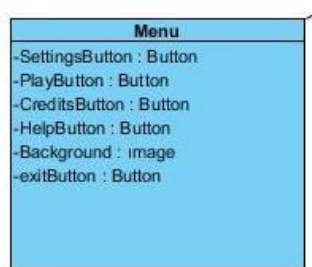 Menu
-SettingsButton : Button
-PlayButton : Button
-CreditsButton : Button
-HelpButton : Button
-Background : image
-exitButton : Button